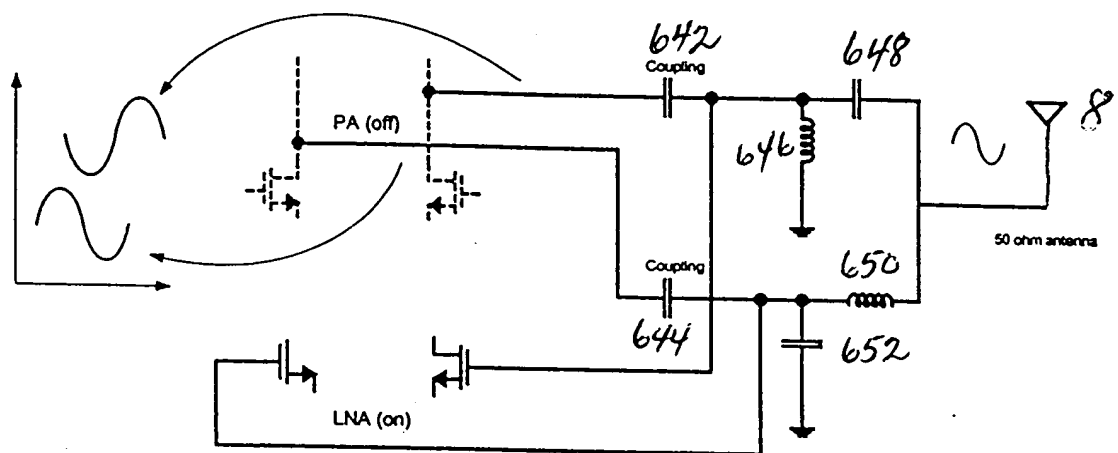 642
Coupling
648
PA (off)
646
8
50 ohm antenna
Coupling
650
644
652
LNA (on)